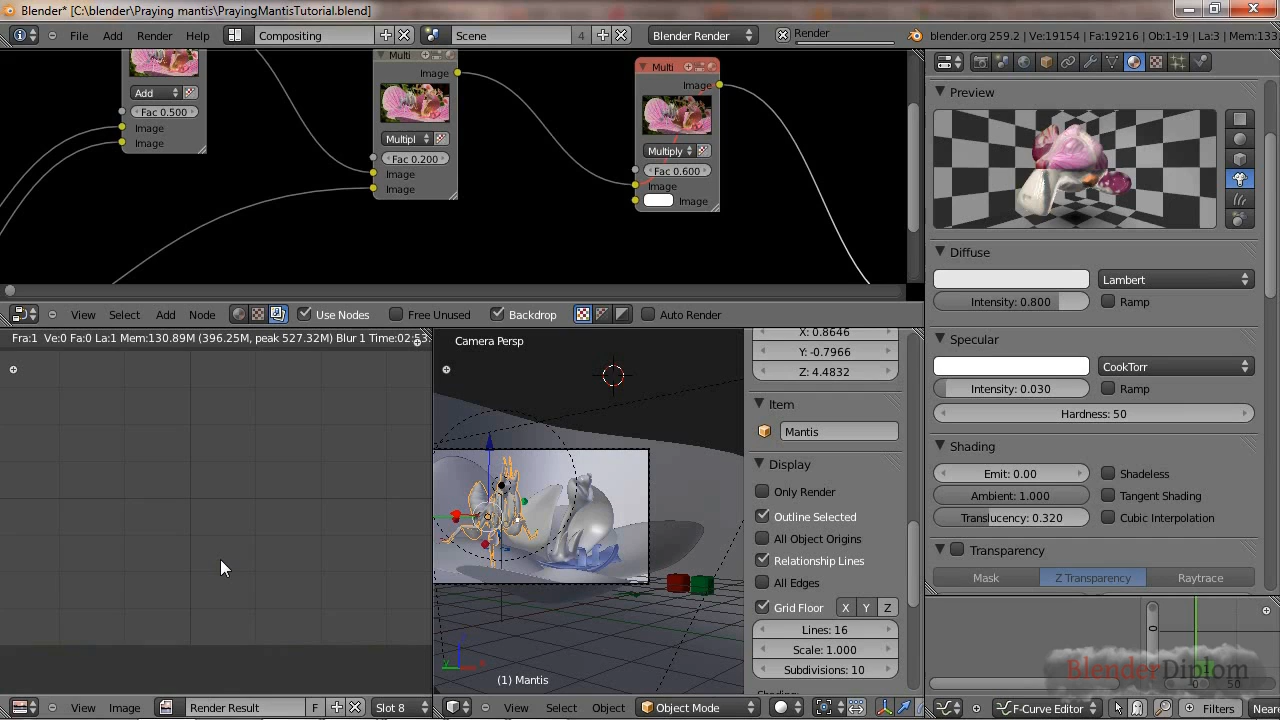 Blender* [C:\blender\Praying mantis\PrayingMantisTutorial.blend]
File Add Render Help Compositing Scene 4 Blender Render Render blender.org 259.2 | Ve:19154 | Fa:19216 | Ob:1-19 | La:3 | Mem:133
Multi
Image
Add
Fac 0.500
Image
Image
Multipl
Fac 0.200
Image
Image
Multi
Image
Multiply
Fac 0.600
Image
Image
View Select Add Node Use Nodes Free Unused Backdrop Auto Render
Fra:1 Ve:0 Fa:0 La:1 Mem:130.89M (396.25M, peak 527.32M) Blur 1 Time:02:53
View Image Render Result F Slot 8
Camera Persp
(1) Mantis
View Select Object Object Mode
X: 0.8646
Y: -0.7966
Z: 4.4832
Item
Mantis
Display
Only Render
Outline Selected
All Object Origins
Relationship Lines
All Edges
Grid Floor X Y Z
Lines: 16
Scale: 1.000
Subdivisions: 10
Preview
Diffuse
Lambert
Intensity: 0.800 Ramp
Specular
CookTorr
Intensity: 0.030 Ramp
Hardness: 50
Shading
Emit: 0.00 Shadeless
Ambient: 1.000 Tangent Shading
Translucency: 0.320 Cubic Interpolation
Transparency
Mask Z Transparency Raytrace
0
0 50
BlenderDiplom
F-Curve Editor Filters Near